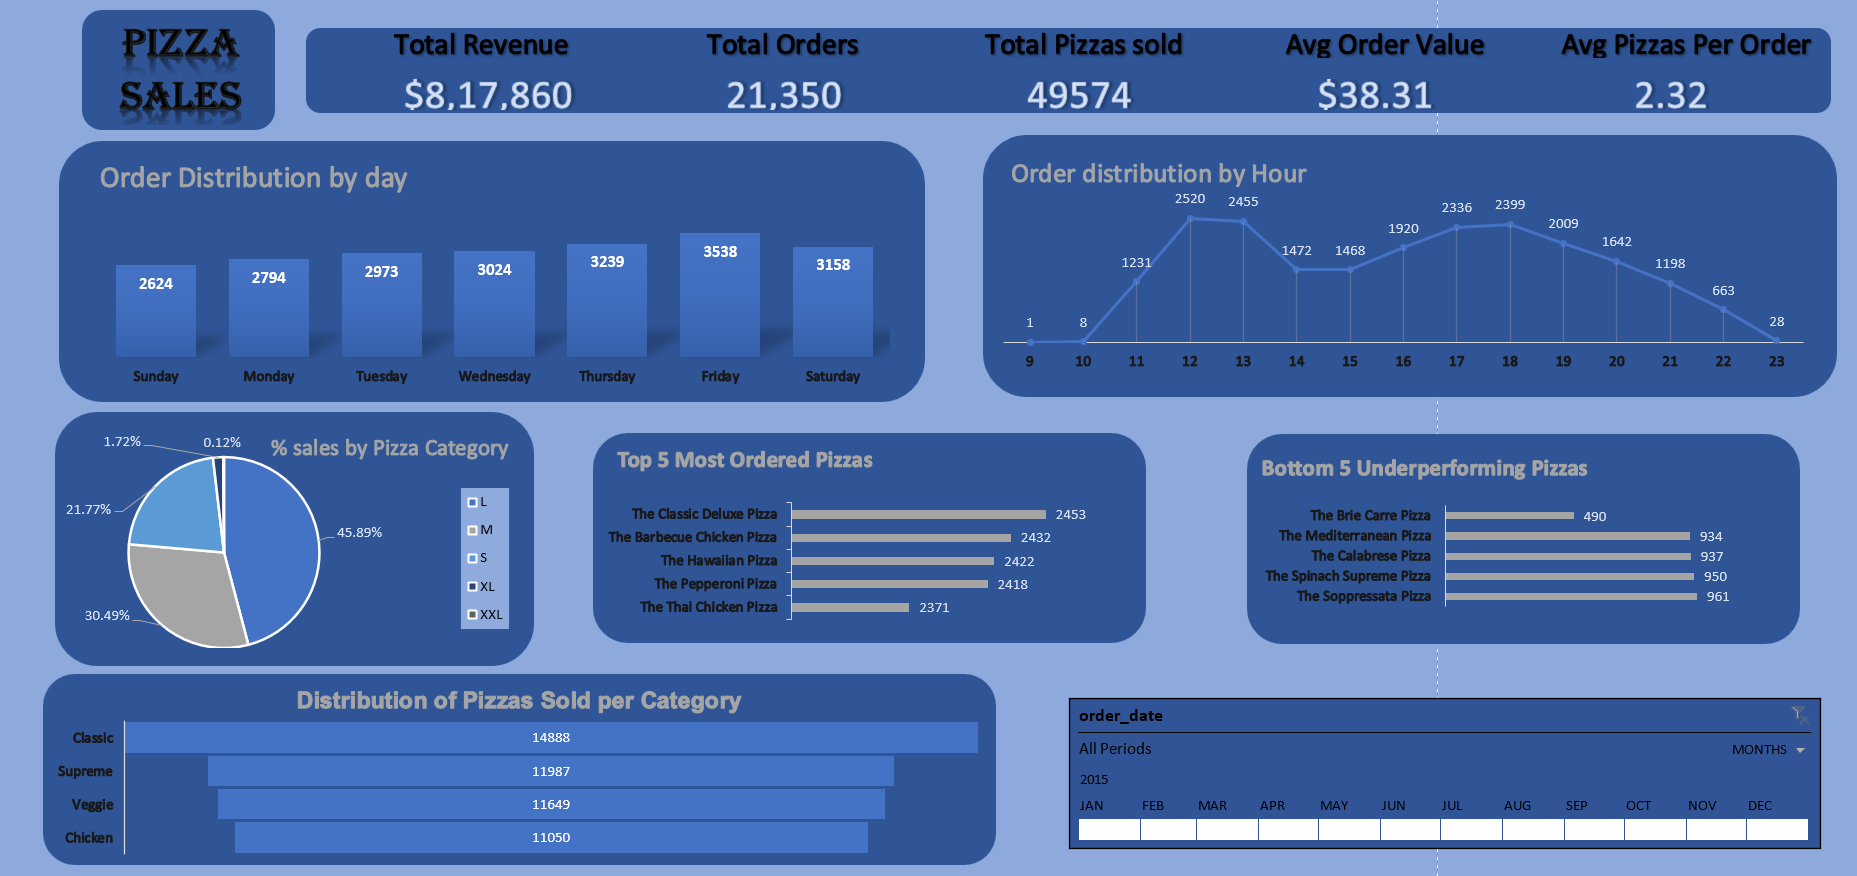 PIZZA
SALES
Total Revenue
$8,17,860
Total Orders
21,350
Total Pizzas sold
49574
Avg Order Value
$38.31
Avg Pizzas Per Order
2.32
Order Distribution by day
2624
2794
2973
3024
3239
3538
3158
Sunday
Monday
Tuesday
Wednesday
Thursday
Friday
Saturday
Order distribution by Hour
1
8
1231
2520
2455
1472
1468
1920
2336
2399
2009
1642
1198
663
28
9
10
11
12
13
14
15
16
17
18
19
20
21
22
23
% sales by Pizza Category
1.72%
0.12%
21.77%
45.89%
30.49%
L
M
S
XL
XXL
Top 5 Most Ordered Pizzas
The Classic Deluxe Pizza 2453
The Barbecue Chicken Pizza 2432
The Hawaiian Pizza 2422
The Pepperoni Pizza 2418
The Thai Chicken Pizza 2371
Bottom 5 Underperforming Pizzas
The Brie Carre Pizza 490
The Mediterranean Pizza 934
The Calabrese Pizza 937
The Spinach Supreme Pizza 950
The Soppressata Pizza 961
Distribution of Pizzas Sold per Category
Classic 14888
Supreme 11987
Veggie 11649
Chicken 11050
order_date
All Periods
MONTHS
2015
JAN FEB MAR APR MAY JUN JUL AUG SEP OCT NOV DEC